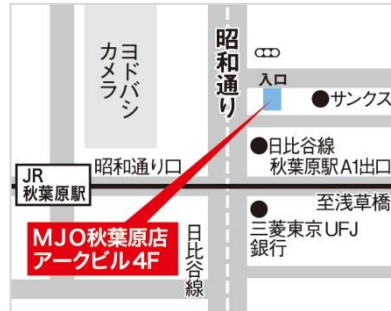 ヨドバシ
カメラ
昭和通り
入口
●サンクス
●日比谷線
秋葉原駅A1出口
JR
秋葉原駅
昭和通り口
至浅草橋
MJO秋葉原店
アークビル4F
日比谷線
●
三菱東京UFJ
銀行